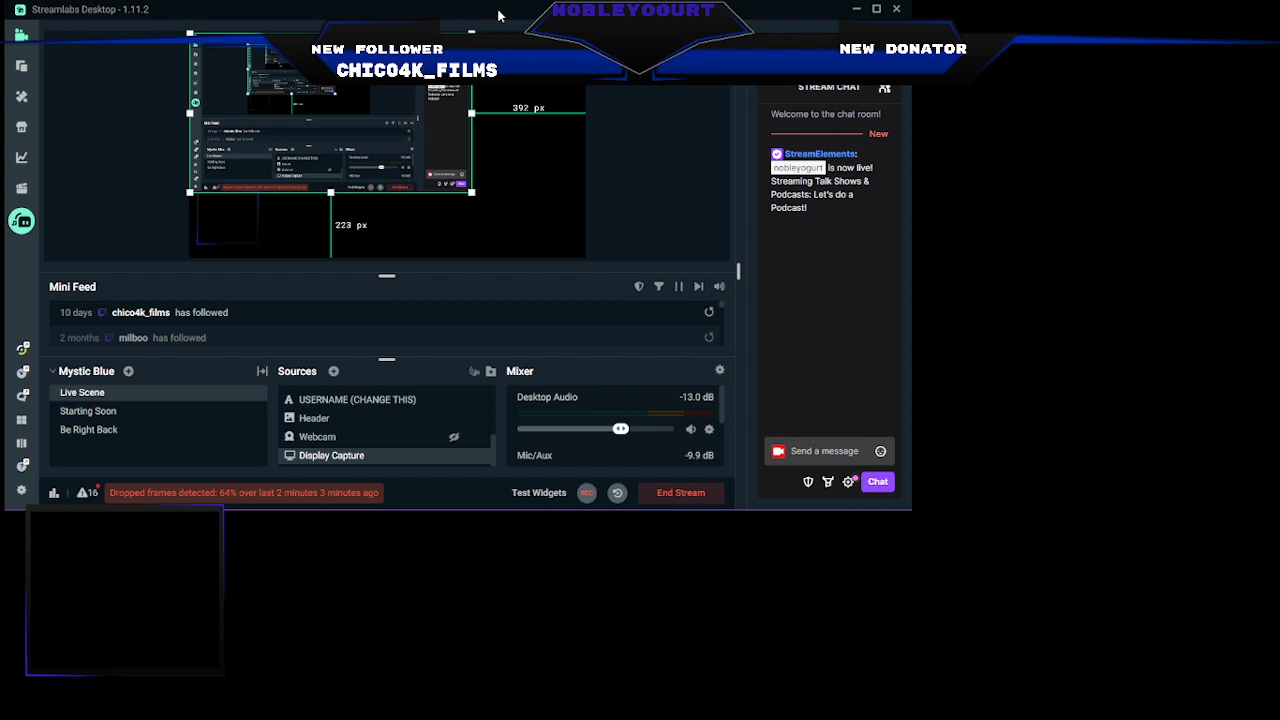 Streamlabs Desktop - 1.11.2
NOBLEYOGURT
NEW FOLLOWER
CHICO4K_FILMS
NEW DONATOR
392 px
223 px
STREAM CHAT
Welcome to the chat room!
New
StreamElements:
nobleyogurt is now live!
Streaming Talk Shows &
Podcasts: Let's do a
Podcast!
Mini Feed
10 days chico4k_films has followed
2 months milboo has followed
Mystic Blue
Live Scene
Starting Soon
Be Right Back
Sources
USERNAME (CHANGE THIS)
Header
Webcam
Display Capture
Mixer
Desktop Audio -13.0 dB
Mic/Aux -9.9 dB
Send a message
Chat
16 Dropped frames detected: 64% over last 2 minutes 3 minutes ago
Test Widgets REC End Stream